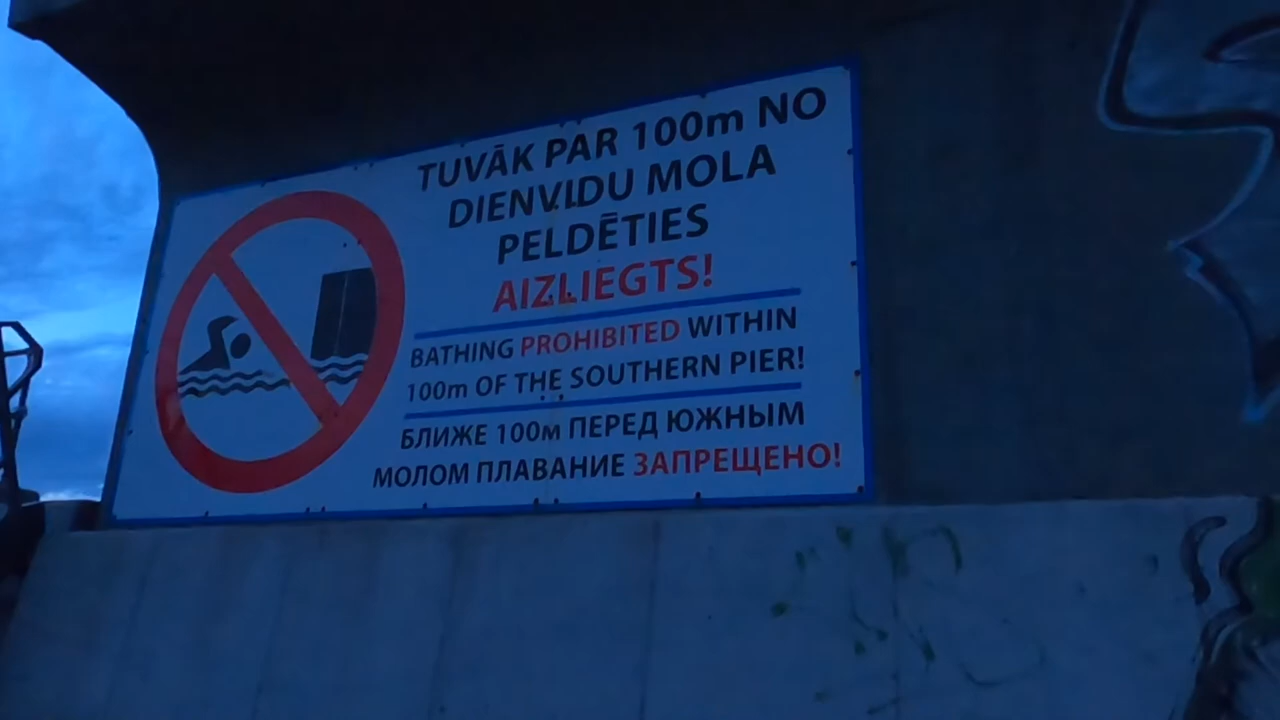 TUVĀK PAR 100m NO
DIENVIDU MOLA
PELDĒTIES
AIZLIEGTS!
BATHING PROHIBITED WITHIN
100m OF THE SOUTHERN PIER!
БЛИЖЕ 100м ПЕРЕД ЮЖНЫМ
МОЛОМ ПЛАВАНИЕ ЗАПРЕЩЕНО!